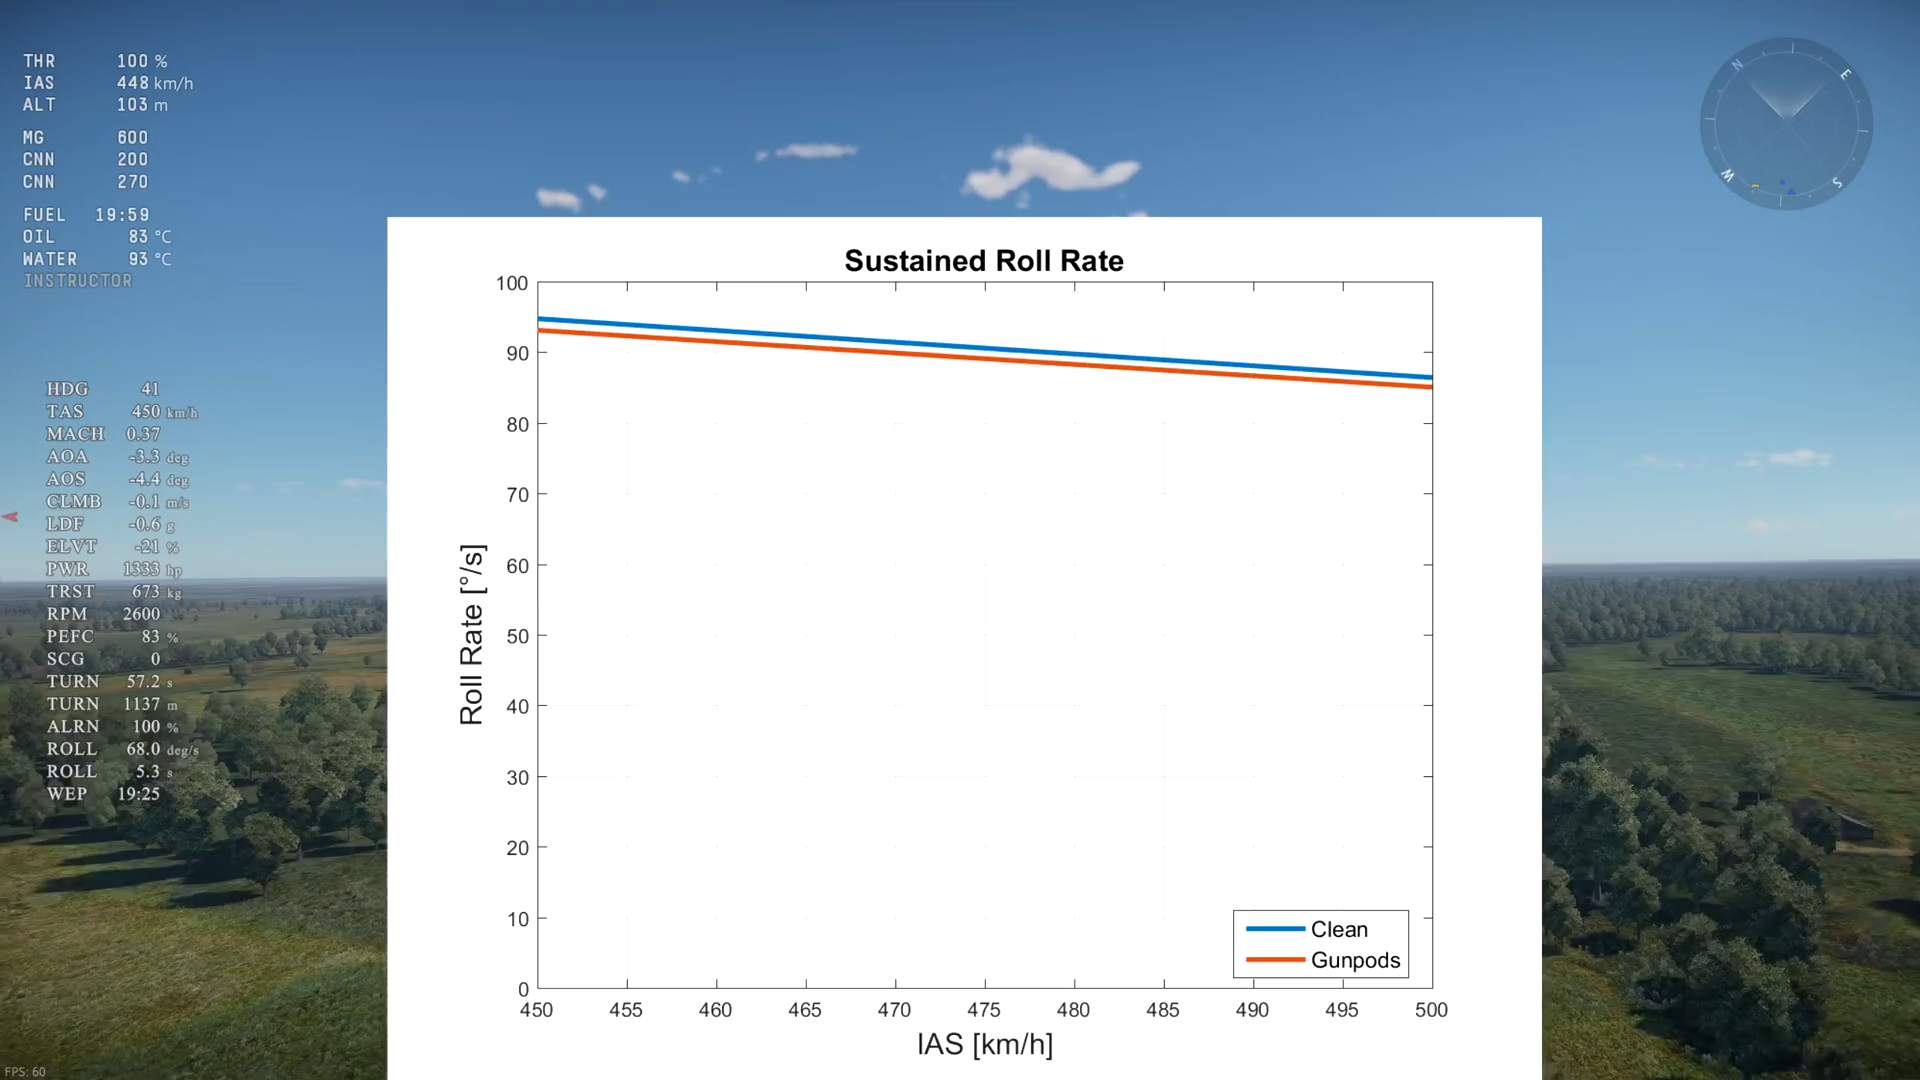 THR 100 %
IAS 448 km/h
ALT 103 m
MG 600
CNN 200
CNN 270
FUEL 19:59
OIL 83 °C
WATER 93 °C
INSTRUCTOR
HDG 41
TAS 450 km/h
MACH 0.37
AOA -3.3 deg
AOS -4.4 deg
CLMB -0.1 m/s
LDF -0.6 g
ELVT -21 %
PWR 1333 hp
TRST 673 kg
RPM 2600
PEFC 83 %
SCG 0
TURN 57.2 s
TURN 1137 m
ALRN 100 %
ROLL 68.0 deg/s
ROLL 5.3 s
WEP 19:25
FPS: 60
Sustained Roll Rate
100
90
80
70
60
50
40
30
20
10
0
Roll Rate [°/s]
450 455 460 465 470 475 480 485 490 495 500
IAS [km/h]
Clean
Gunpods
N
E
W
S